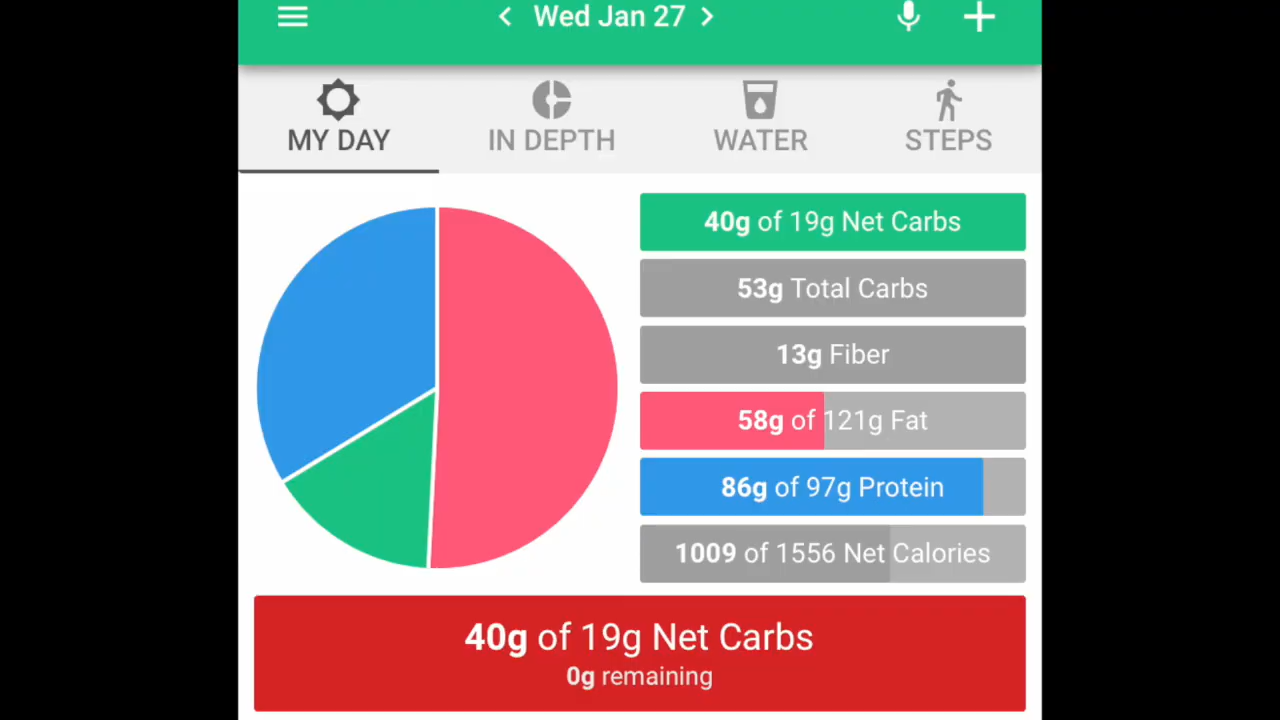 Wed Jan 27
MY DAY
IN DEPTH
WATER
STEPS
40g of 19g Net Carbs
53g Total Carbs
13g Fiber
58g of 121g Fat
86g of 97g Protein
1009 of 1556 Net Calories
40g of 19g Net Carbs
0g remaining